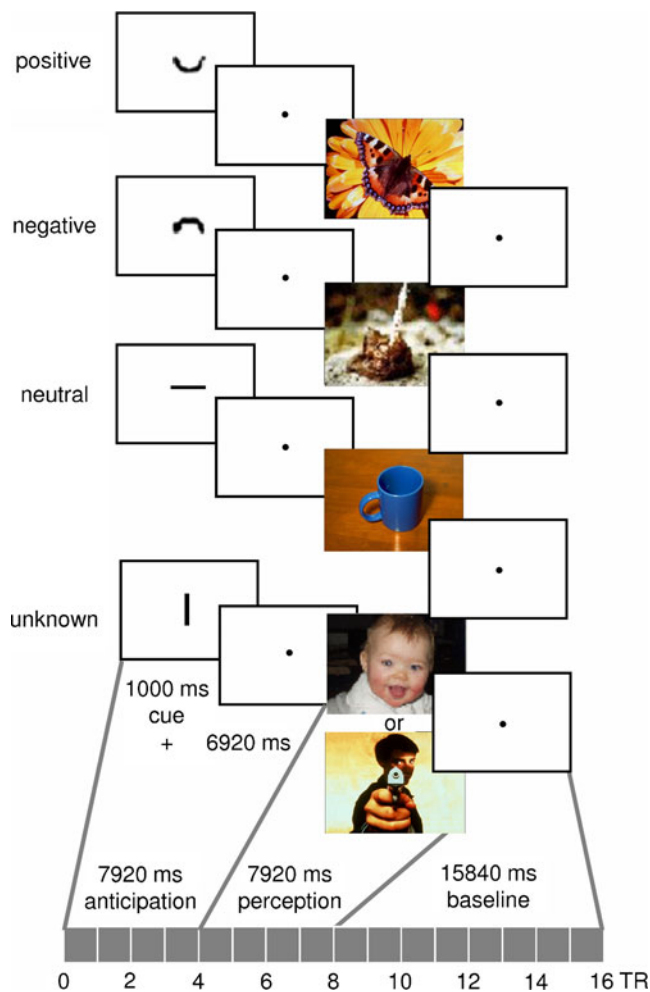 positive
negative
neutral
unknown
1000 ms
cue
+ 6920 ms
or
7920 ms
anticipation
7920 ms
perception
15840 ms
baseline
0 2 4 6 8 10 12 14 16 TR